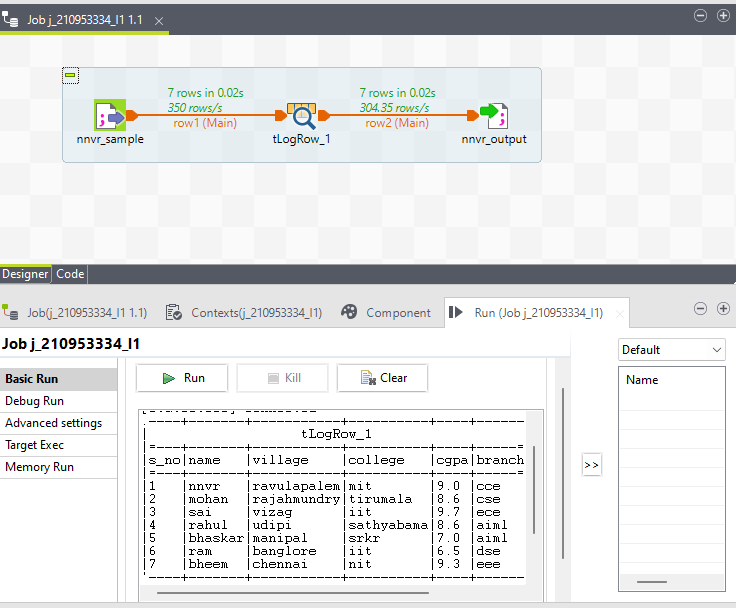 Job j_210953334_I1 1.1
7 rows in 0.02s
350 rows/s
row1 (Main)
7 rows in 0.02s
304.35 rows/s
row2 (Main)
nnvr_sample
tLogRow_1
nnvr_output
Designer
Code
Job(j_210953334_I1 1.1)
Contexts(j_210953334_I1)
Component
Run (Job j_210953334_I1)
Job j_210953334_I1
Default
Name
Basic Run
Debug Run
Advanced settings
Target Exec
Memory Run
Run
Kill
Clear
tLogRow_1
s_no|name |village |college |cgpa|branch
1 |nnvr |ravulapalem|mit |9.0 |cce
2 |mohan |rajahmundry|tirumala |8.6 |cse
3 |sai |vizag |iit |9.7 |ece
4 |rahul |udipi |sathyabama|8.6 |aiml
5 |bhaskar|manipal |srkr |7.0 |aiml
6 |ram |banglore |iit |6.5 |dse
7 |bheem |chennai |nit |9.3 |eee
>>